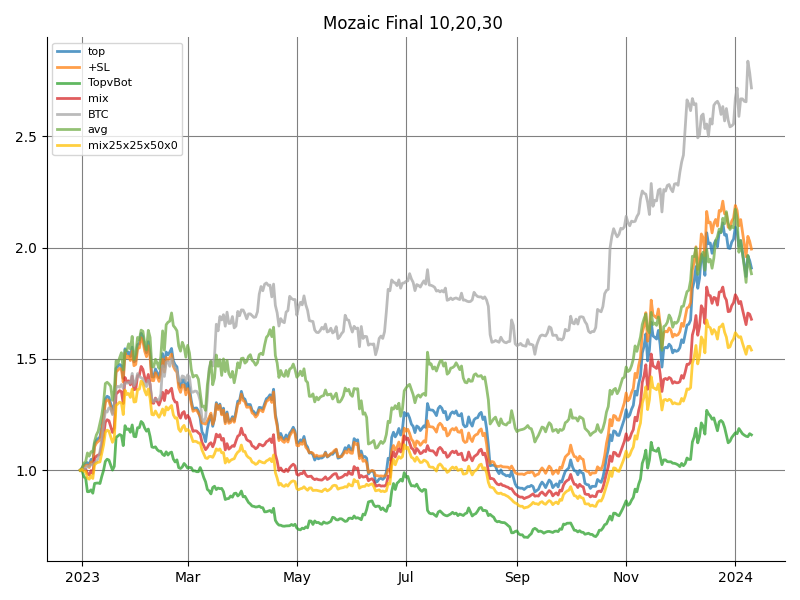 Mozaic Final 10,20,30
top
+SL
TopvBot
mix
BTC
avg
mix25x25x50x0
2.5
2.0
1.5
1.0
2023
Mar
May
Jul
Sep
Nov
2024